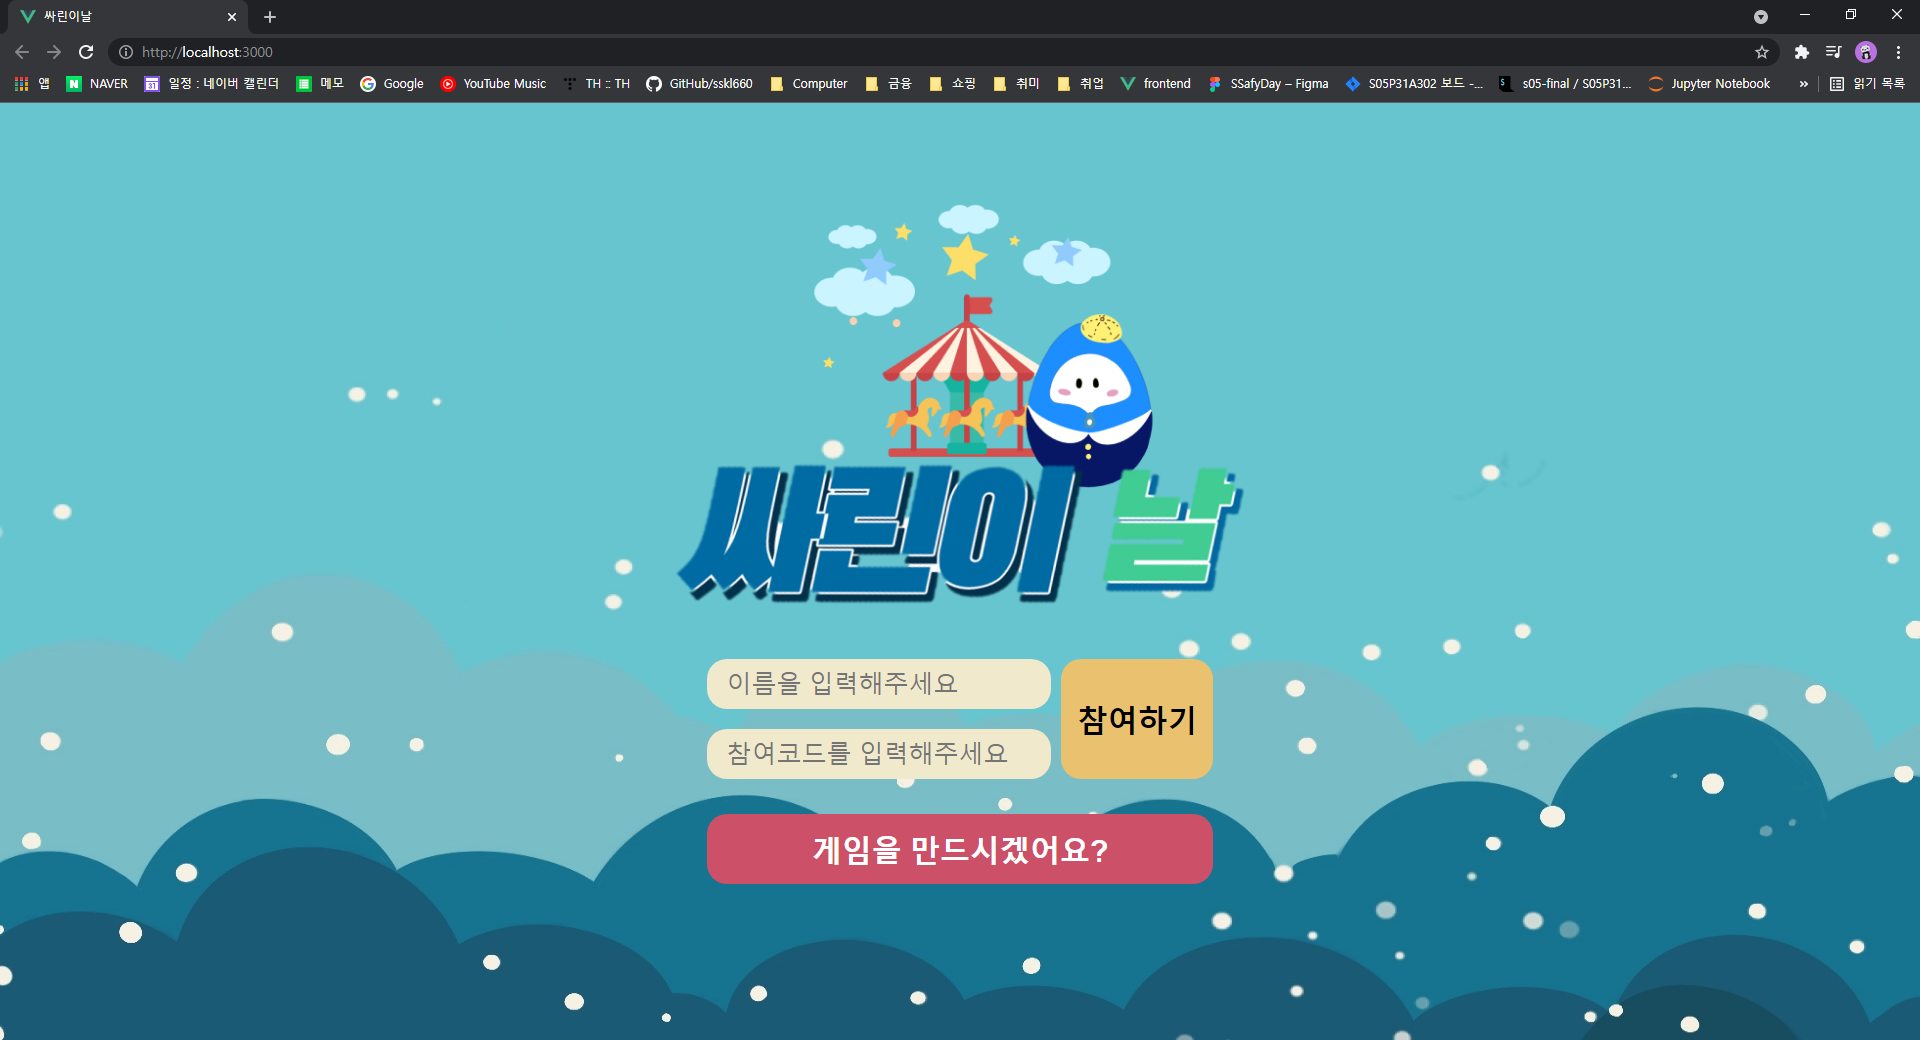 싸린이날
http://localhost:3000
앱 NAVER 일정 : 네이버 캘린더 메모 Google YouTube Music TH :: TH GitHub/sskl660 Computer 금융 쇼핑 취미 취업 frontend SSafyDay – Figma S05P31A302 보드 -... s05-final / S05P31... Jupyter Notebook » 읽기 목록
싸린이 날
이름을 입력해주세요
참여코드를 입력해주세요
참여하기
게임을 만드시겠어요?